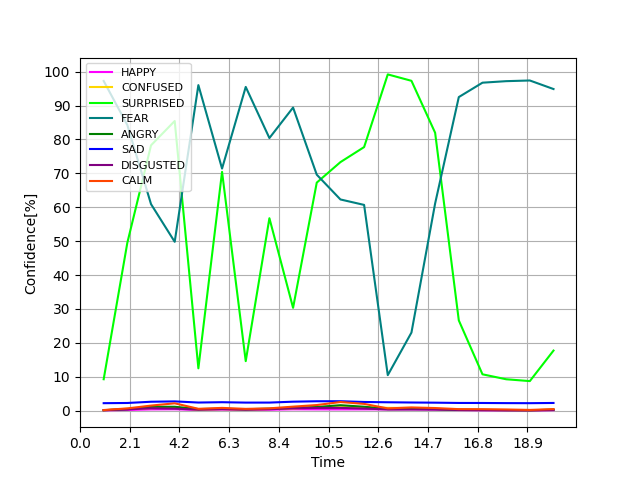 100
90
80
70
60
50
40
30
20
10
0
Confidence[%]
HAPPY
CONFUSED
SURPRISED
FEAR
ANGRY
SAD
DISGUSTED
CALM
0.0 2.1 4.2 6.3 8.4 10.5 12.6 14.7 16.8 18.9
Time